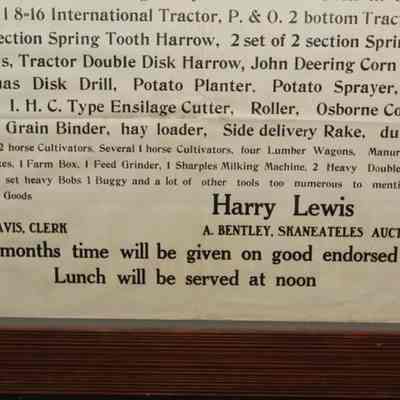 1 8-16 International Tractor, P. & O. 2 bottom Trac
ection Spring Tooth Harrow, 2 set of 2 section Spri
s, Tractor Double Disk Harrow, John Deering Corn
nas Disk Drill, Potato Planter, Potato Sprayer,
I. H. C. Type Ensilage Cutter, Roller, Osborne Co
Grain Binder, hay loader, Side delivery Rake, du
2 horse Cultivators, Several 1 horse Cultivators, four Lumber Wagons, Manur
kes, 1 Farm Box, 1 Feed Grinder, 1 Sharples Milking Machine, 2 Heavy Double
set heavy Bobs 1 Buggy and a lot of other tools too numerous to menti
Goods
Harry Lewis
AVIS, CLERK A. BENTLEY, SKANEATELES AUCT
months time will be given on good endorsed
Lunch will be served at noon